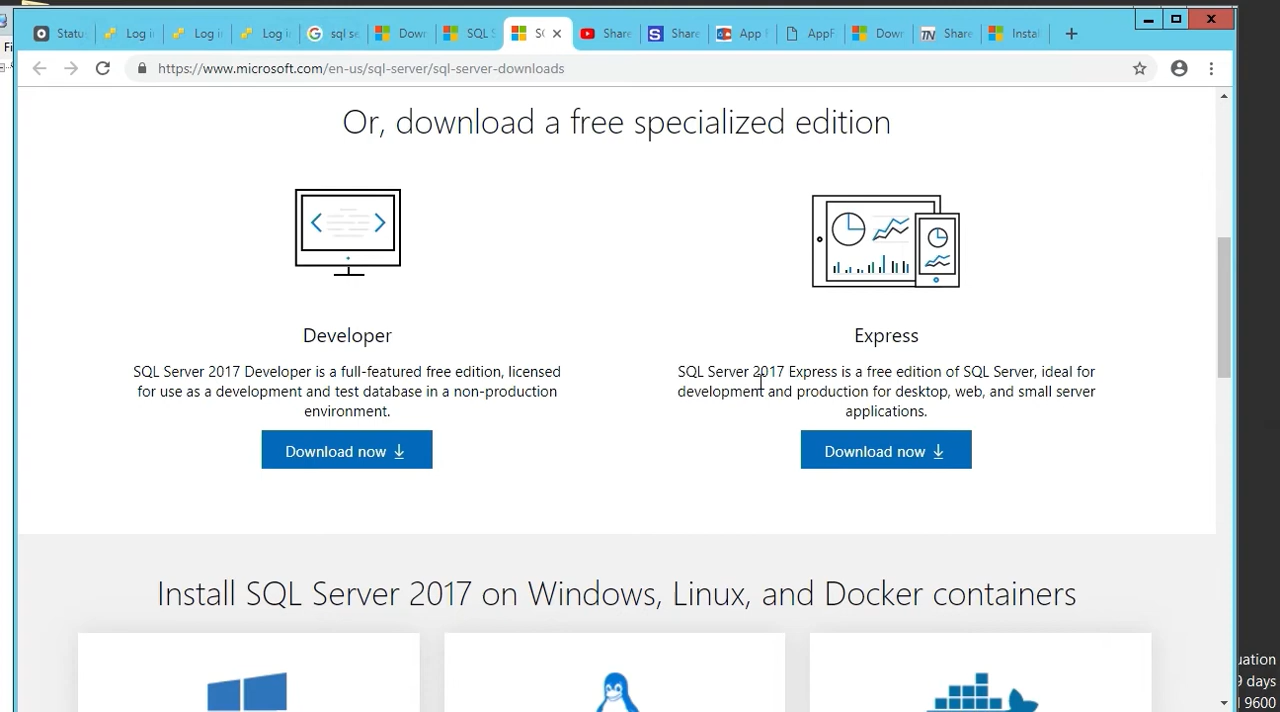 Statu
Log i
Log i
Log i
sql se
Down
SQL S
SC
Share
Share
App
AppF
Down
Share
Instal
https://www.microsoft.com/en-us/sql-server/sql-server-downloads
Or, download a free specialized edition
Developer
SQL Server 2017 Developer is a full-featured free edition, licensed
for use as a development and test database in a non-production
environment.
Download now
Express
SQL Server 2017 Express is a free edition of SQL Server, ideal for
development and production for desktop, web, and small server
applications.
Download now
Install SQL Server 2017 on Windows, Linux, and Docker containers
uation
9 days
9600